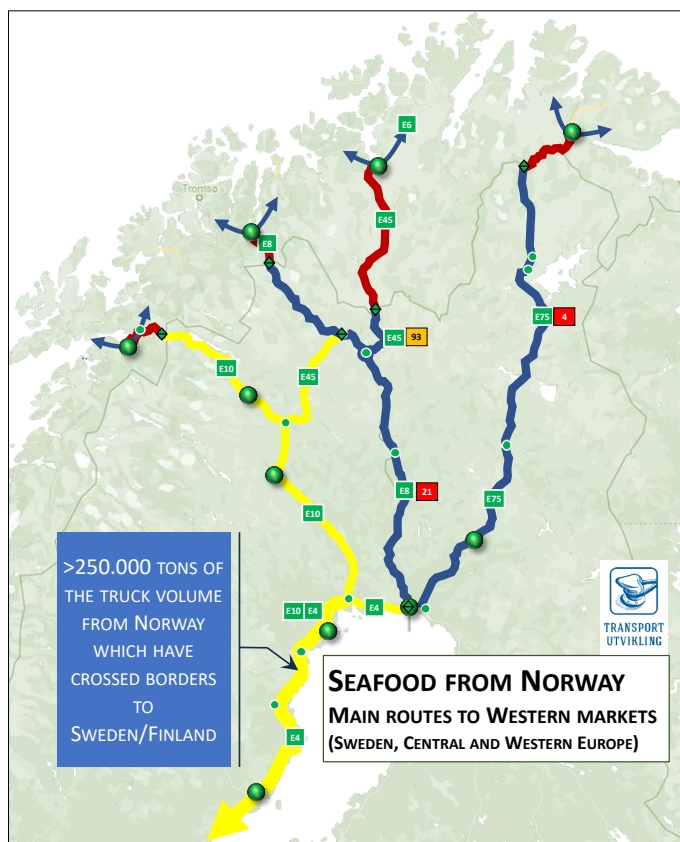 E6
Tromsø
E45
E8
E75
4
E45
93
E10
E45
E8
21
E75
E10
>250.000 TONS OF
THE TRUCK VOLUME
FROM NORWAY
WHICH HAVE
CROSSED BORDERS
TO
SWEDEN/FINLAND
E10 E4
E4
TRANSPORT
UTVIKLING
SEAFOOD FROM NORWAY
MAIN ROUTES TO WESTERN MARKETS
(SWEDEN, CENTRAL AND WESTERN EUROPE)
E4